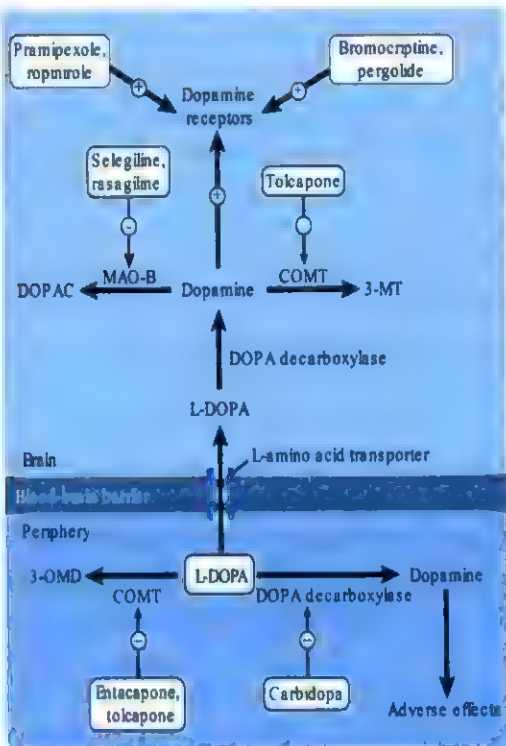 Pramipexole,
ropinirole
Bromocriptine,
pergolide
+
+
Dopamine
receptors
Selegiline,
rasagiline
Tolcapone
+
-
MAO-B
COMT
DOPAC
Dopamine
3-MT
DOPA decarboxylase
L-DOPA
Brain
L-amino acid transporter
Blood-brain barrier
Periphery
3-OMD
L-DOPA
Dopamine
COMT
DOPA decarboxylase
-
-
Entacapone,
tolcapone
Carbidopa
Adverse effects